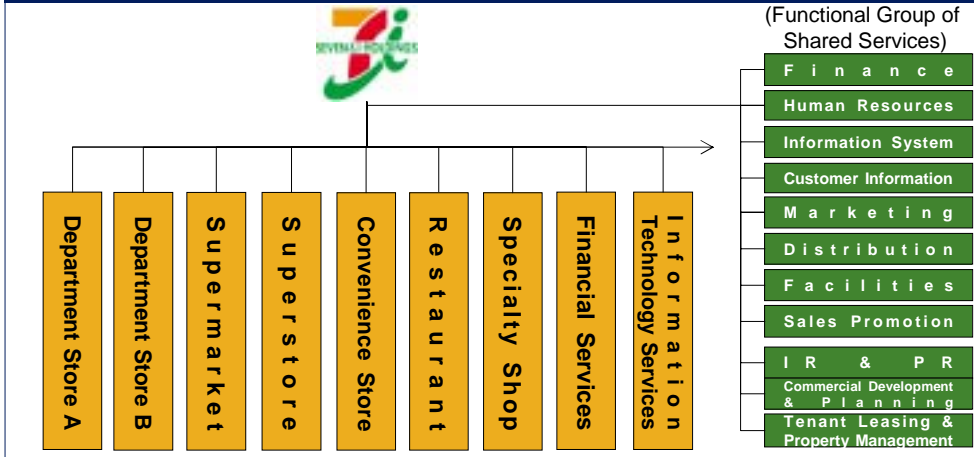 (Functional Group of
Shared Services)
SEVEN & i HOLDINGS
Finance
Human Resources
Information System
Customer Information
Marketing
Distribution
Facilities
Sales Promotion
IR & PR
Commercial Development
& Planning
Tenant Leasing &
Property Management
Department Store A
Department Store B
Supermarket
Superstore
Convenience Store
Restaurant
Specialty Shop
Financial Services
Information
Technology Services